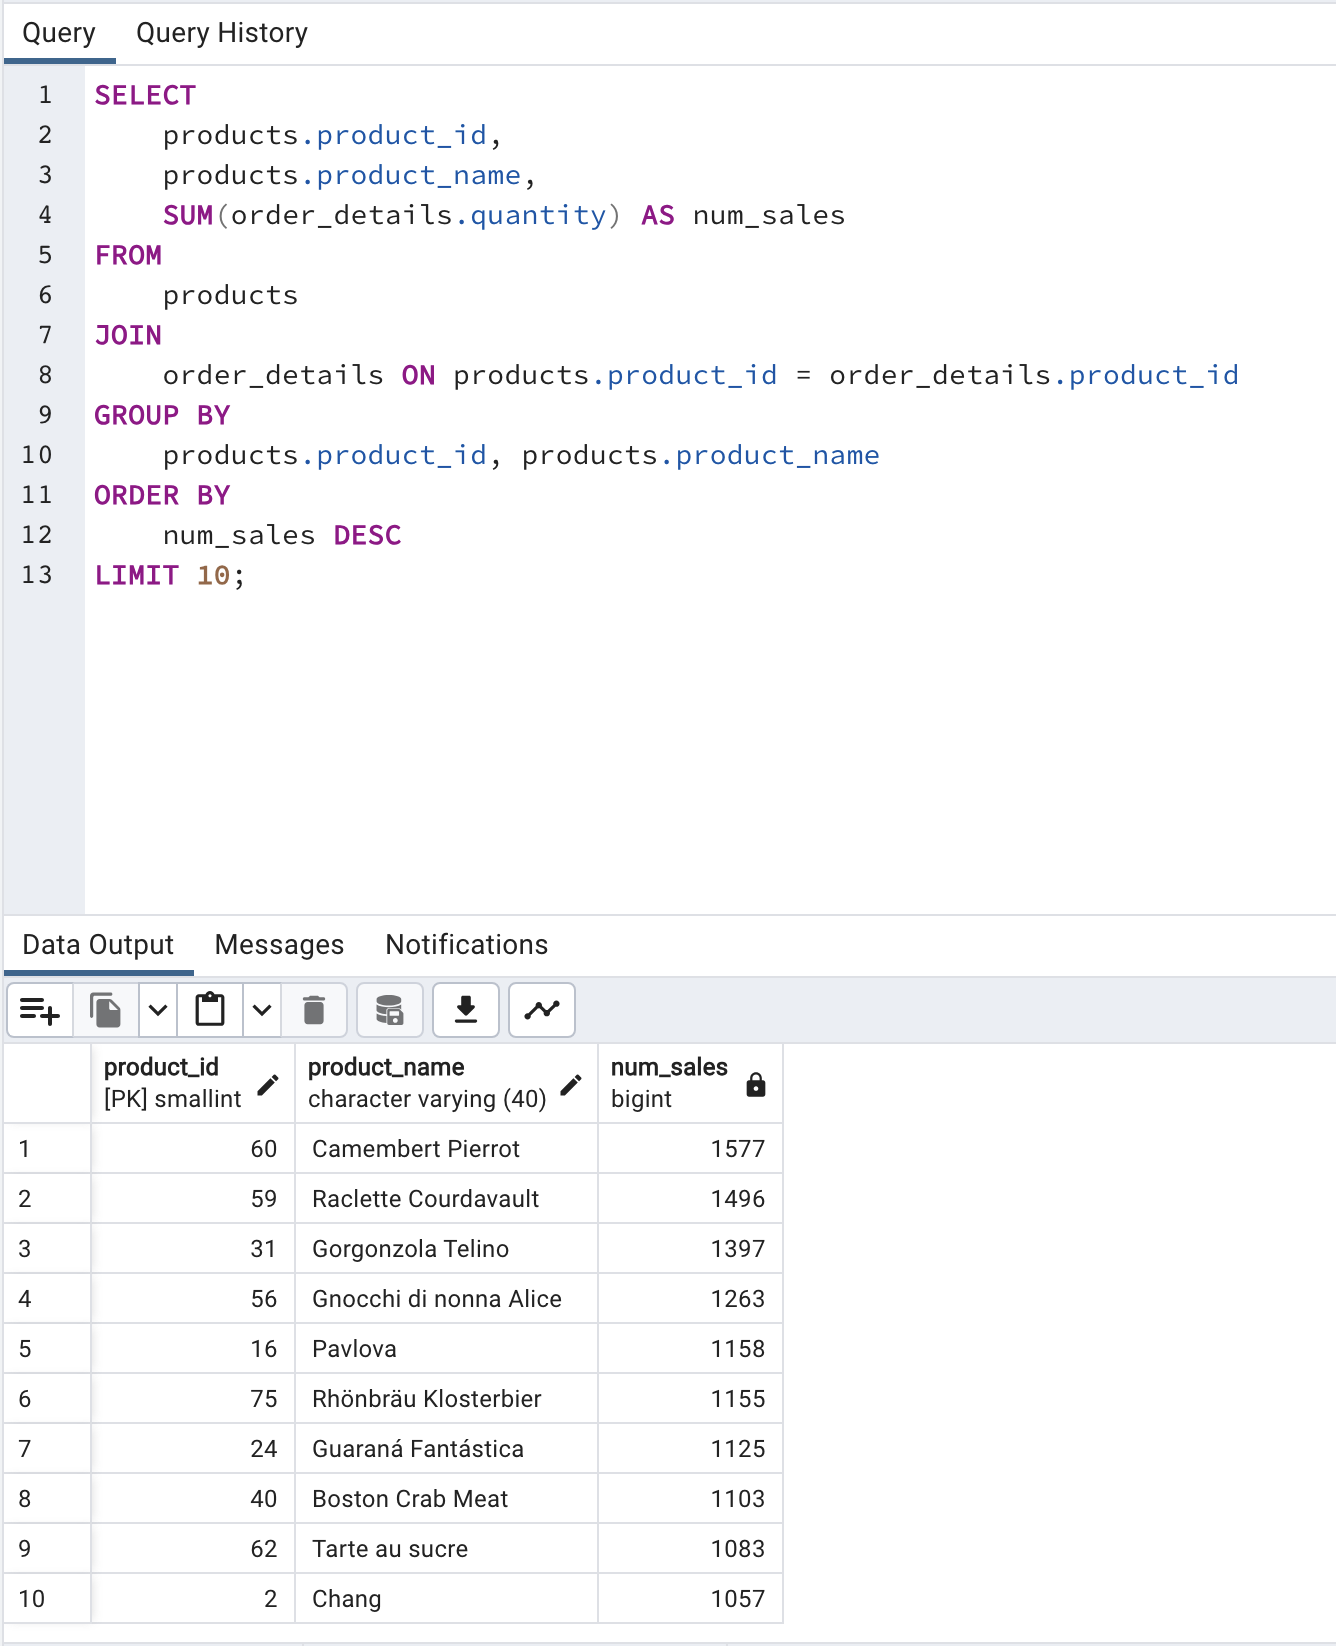 Query Query History
1 SELECT
2 products.product_id,
3 products.product_name,
4 SUM(order_details.quantity) AS num_sales
5 FROM
6 products
7 JOIN
8 order_details ON products.product_id = order_details.product_id
9 GROUP BY
10 products.product_id, products.product_name
11 ORDER BY
12 num_sales DESC
13 LIMIT 10;
Data Output Messages Notifications
product_id product_name num_sales
[PK] smallint character varying (40) bigint
1 60 Camembert Pierrot 1577
2 59 Raclette Courdavault 1496
3 31 Gorgonzola Telino 1397
4 56 Gnocchi di nonna Alice 1263
5 16 Pavlova 1158
6 75 Rhönbräu Klosterbier 1155
7 24 Guaraná Fantástica 1125
8 40 Boston Crab Meat 1103
9 62 Tarte au sucre 1083
10 2 Chang 1057